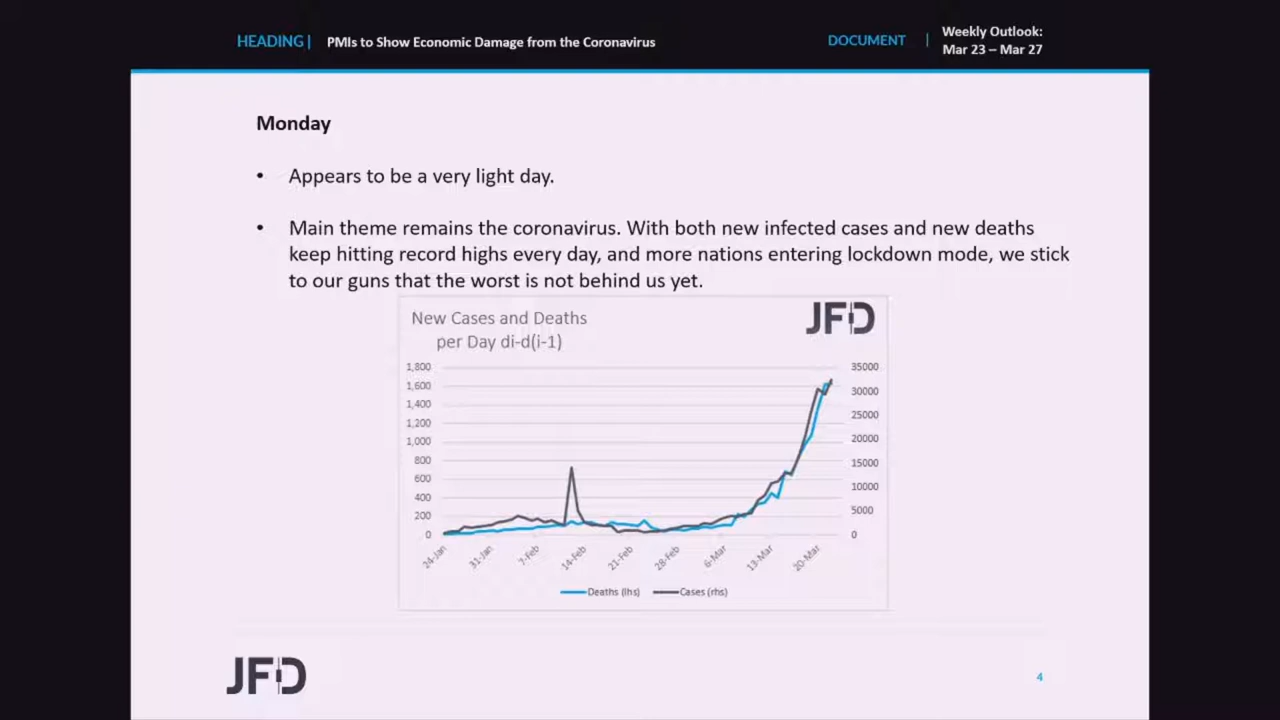 HEADING |
PMIs to Show Economic Damage from the Coronavirus
DOCUMENT |
Weekly Outlook:
Mar 23 – Mar 27
Monday
• Appears to be a very light day.
• Main theme remains the coronavirus. With both new infected cases and new deaths
keep hitting record highs every day, and more nations entering lockdown mode, we stick
to our guns that the worst is not behind us yet.
New Cases and Deaths
per Day di-d(i-1)
JFD
1,800
1,600
1,400
1,200
1,000
800
600
400
200
0
35000
30000
25000
20000
15000
10000
5000
0
24-Jan
31-Jan
7-Feb
14-Feb
21-Feb
28-Feb
6-Mar
13-Mar
20-Mar
Deaths (lhs)
Cases (rhs)
JFD
4